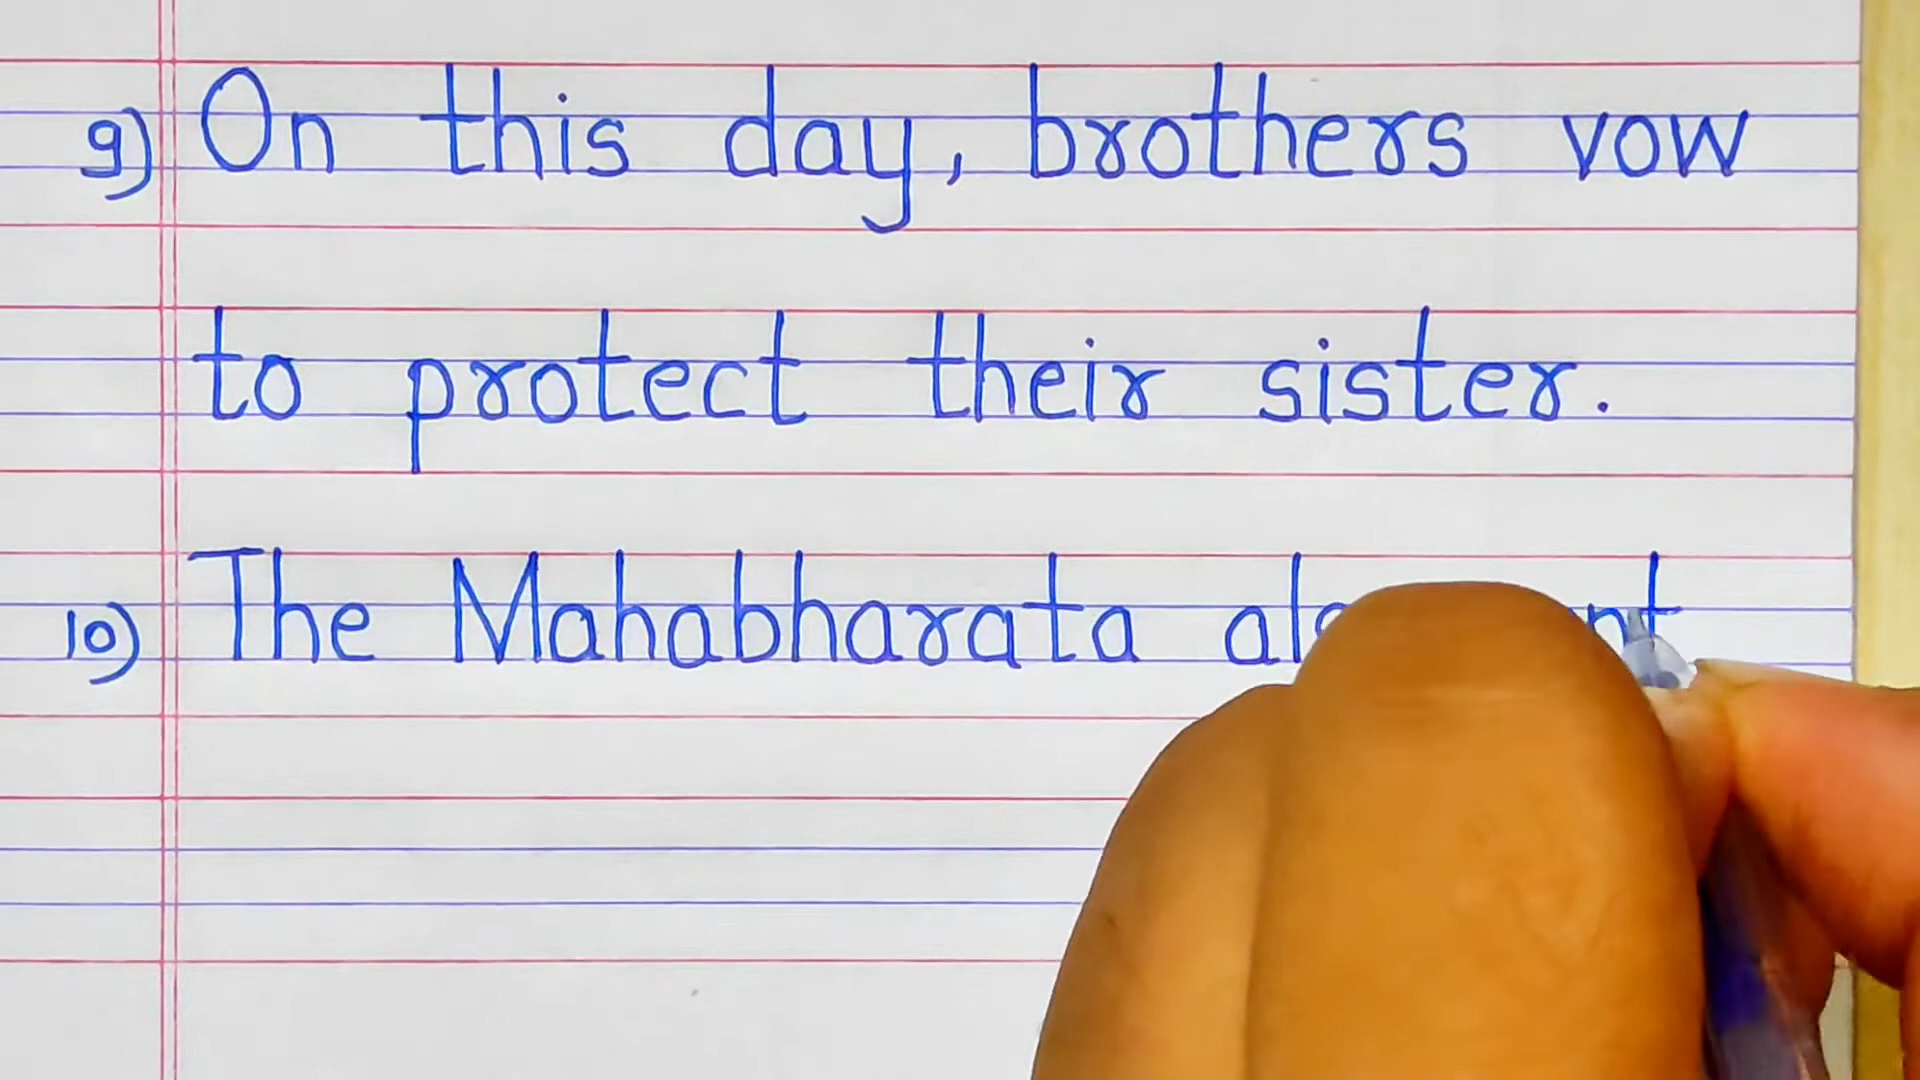 9) On this day, brothers vow
to protect their sister.
10) The Mahabharata